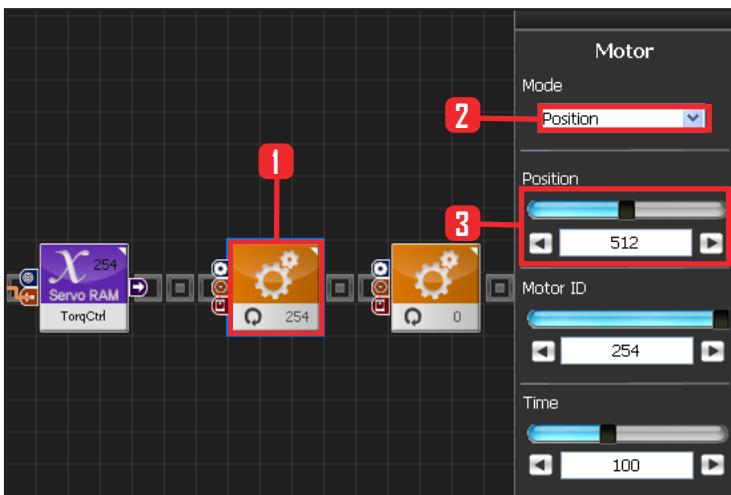 Motor
Mode
2
Position
1
Position
3
512
X 254
Servo RAM
TorqCtrl
254
0
Motor ID
254
Time
100